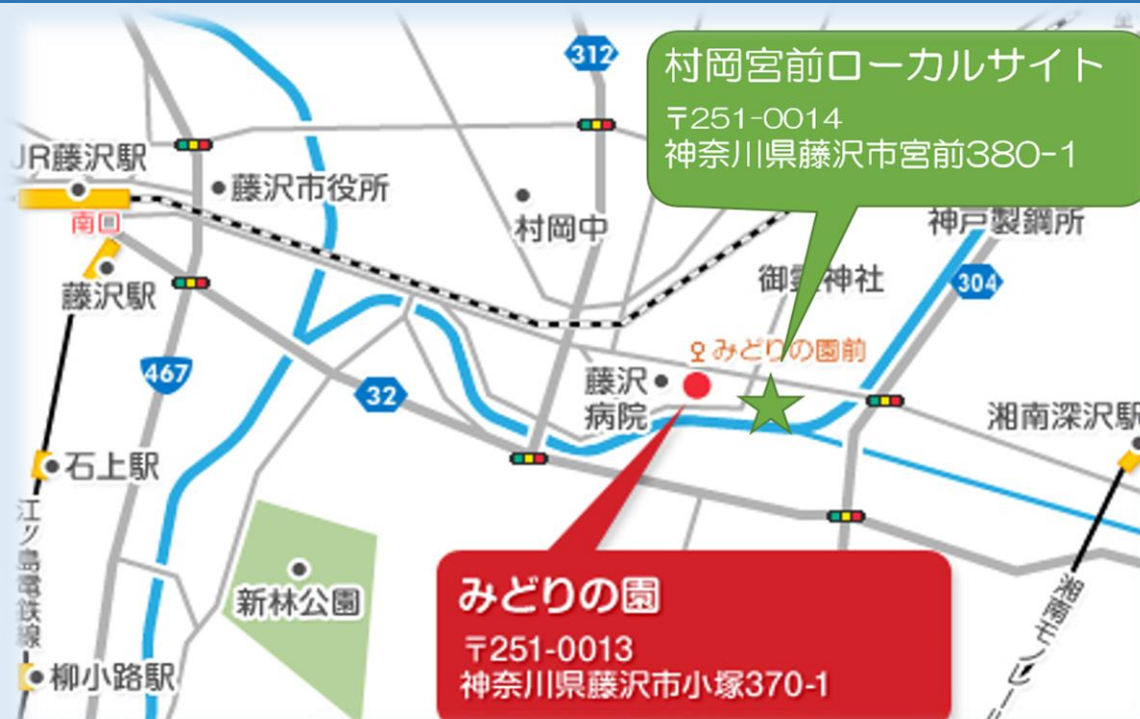 312
村岡宮前ローカルサイト
〒251-0014
神奈川県藤沢市宮前380-1
JR藤沢駅
南口
藤沢市役所
村岡中
神戸製鋼所
藤沢駅
御霊神社
304
みどりの園前
467
32
藤沢
病院
湘南深沢駅
石上駅
江ノ島電鉄線
新林公園
みどりの園
〒251-0013
神奈川県藤沢市小塚370-1
柳小路駅
湘南モノレール